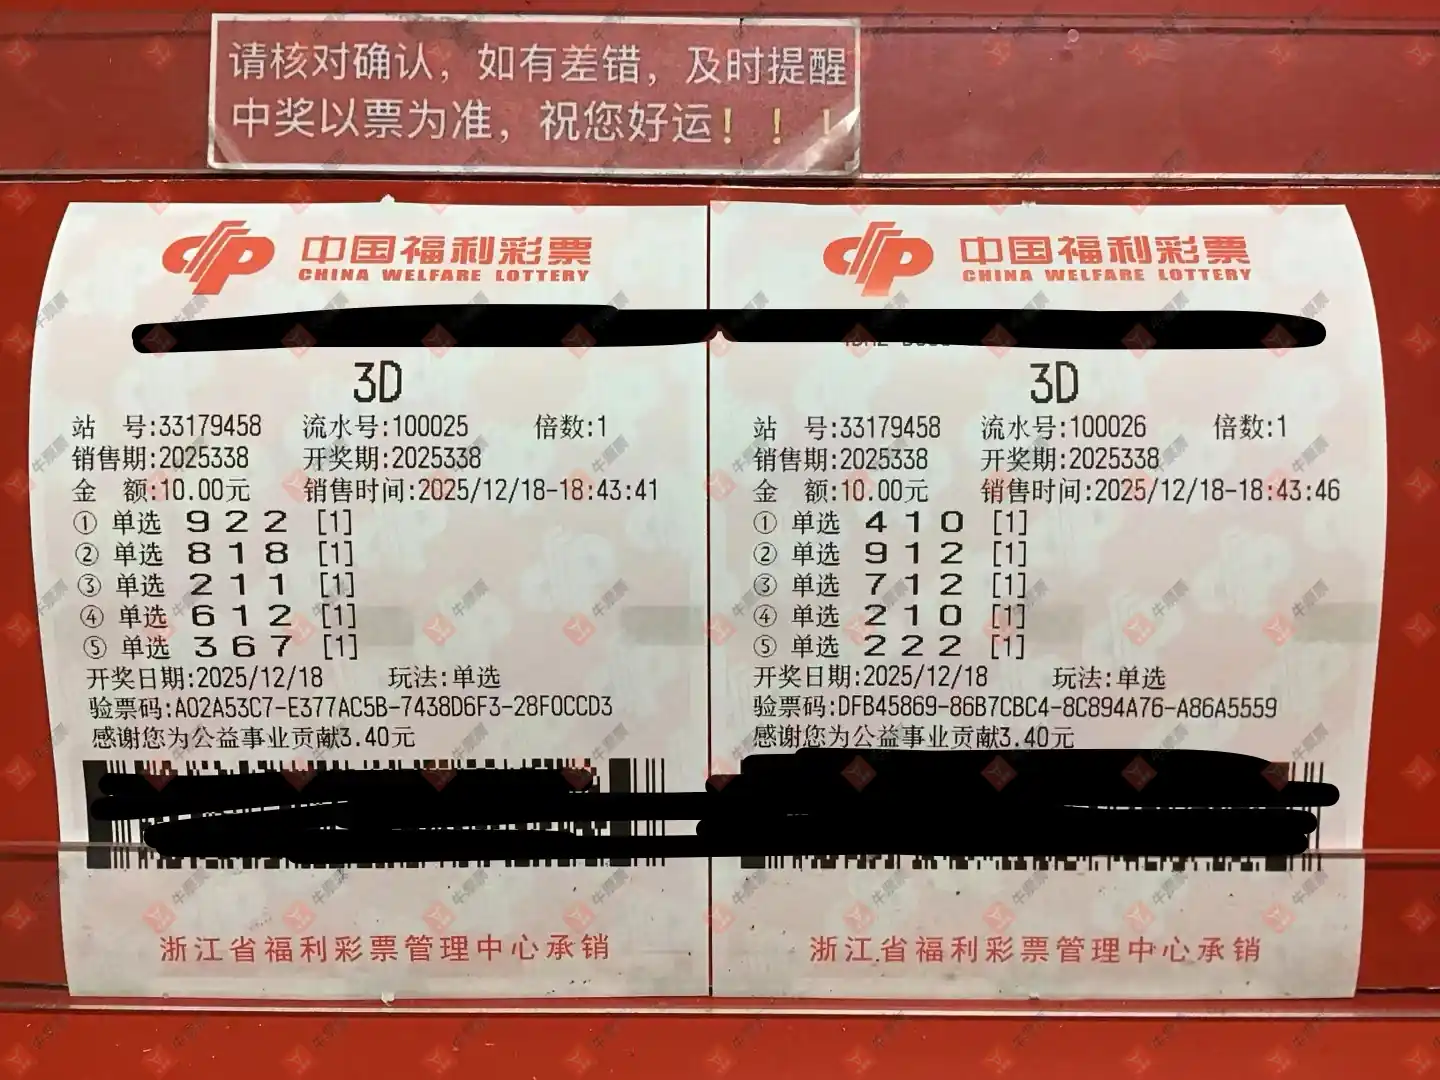 请核对确认，如有差错，及时提醒
中奖以票为准，祝您好运！！！
中国福利彩票
CHINA WELFARE LOTTERY
3D
站 号:33179458 流水号:100025 倍数:1
销售期:2025338 开奖期:2025338
金 额:10.00元 销售时间:2025/12/18-18:43:41
① 单选 9 2 2 [1]
② 单选 8 1 8 [1]
③ 单选 2 1 1 [1]
④ 单选 6 1 2 [1]
⑤ 单选 3 6 7 [1]
开奖日期:2025/12/18 玩法:单选
验票码:A02A53C7-E377AC5B-7438D6F3-28F0CCD3
感谢您为公益事业贡献3.40元
浙江省福利彩票管理中心承销
中国福利彩票
CHINA WELFARE LOTTERY
3D
站 号:33179458 流水号:100026 倍数:1
销售期:2025338 开奖期:2025338
金 额:10.00元 销售时间:2025/12/18-18:43:46
① 单选 4 1 0 [1]
② 单选 9 1 2 [1]
③ 单选 7 1 2 [1]
④ 单选 2 1 0 [1]
⑤ 单选 2 2 2 [1]
开奖日期:2025/12/18 玩法:单选
验票码:DFB45869-86B7CBC4-8C894A76-A86A5559
感谢您为公益事业贡献3.40元
浙江省福利彩票管理中心承销